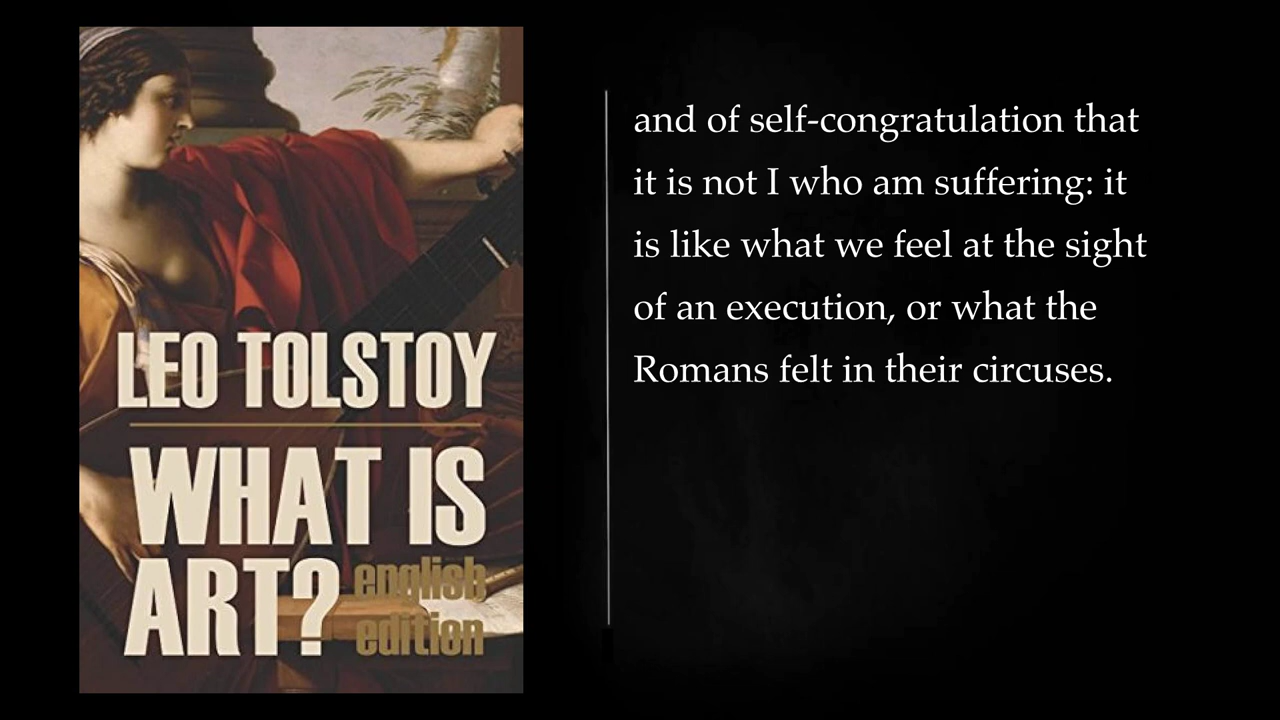 LEO TOLSTOY
WHAT IS
ART?
english
edition
and of self-congratulation that
it is not I who am suffering: it
is like what we feel at the sight
of an execution, or what the
Romans felt in their circuses.